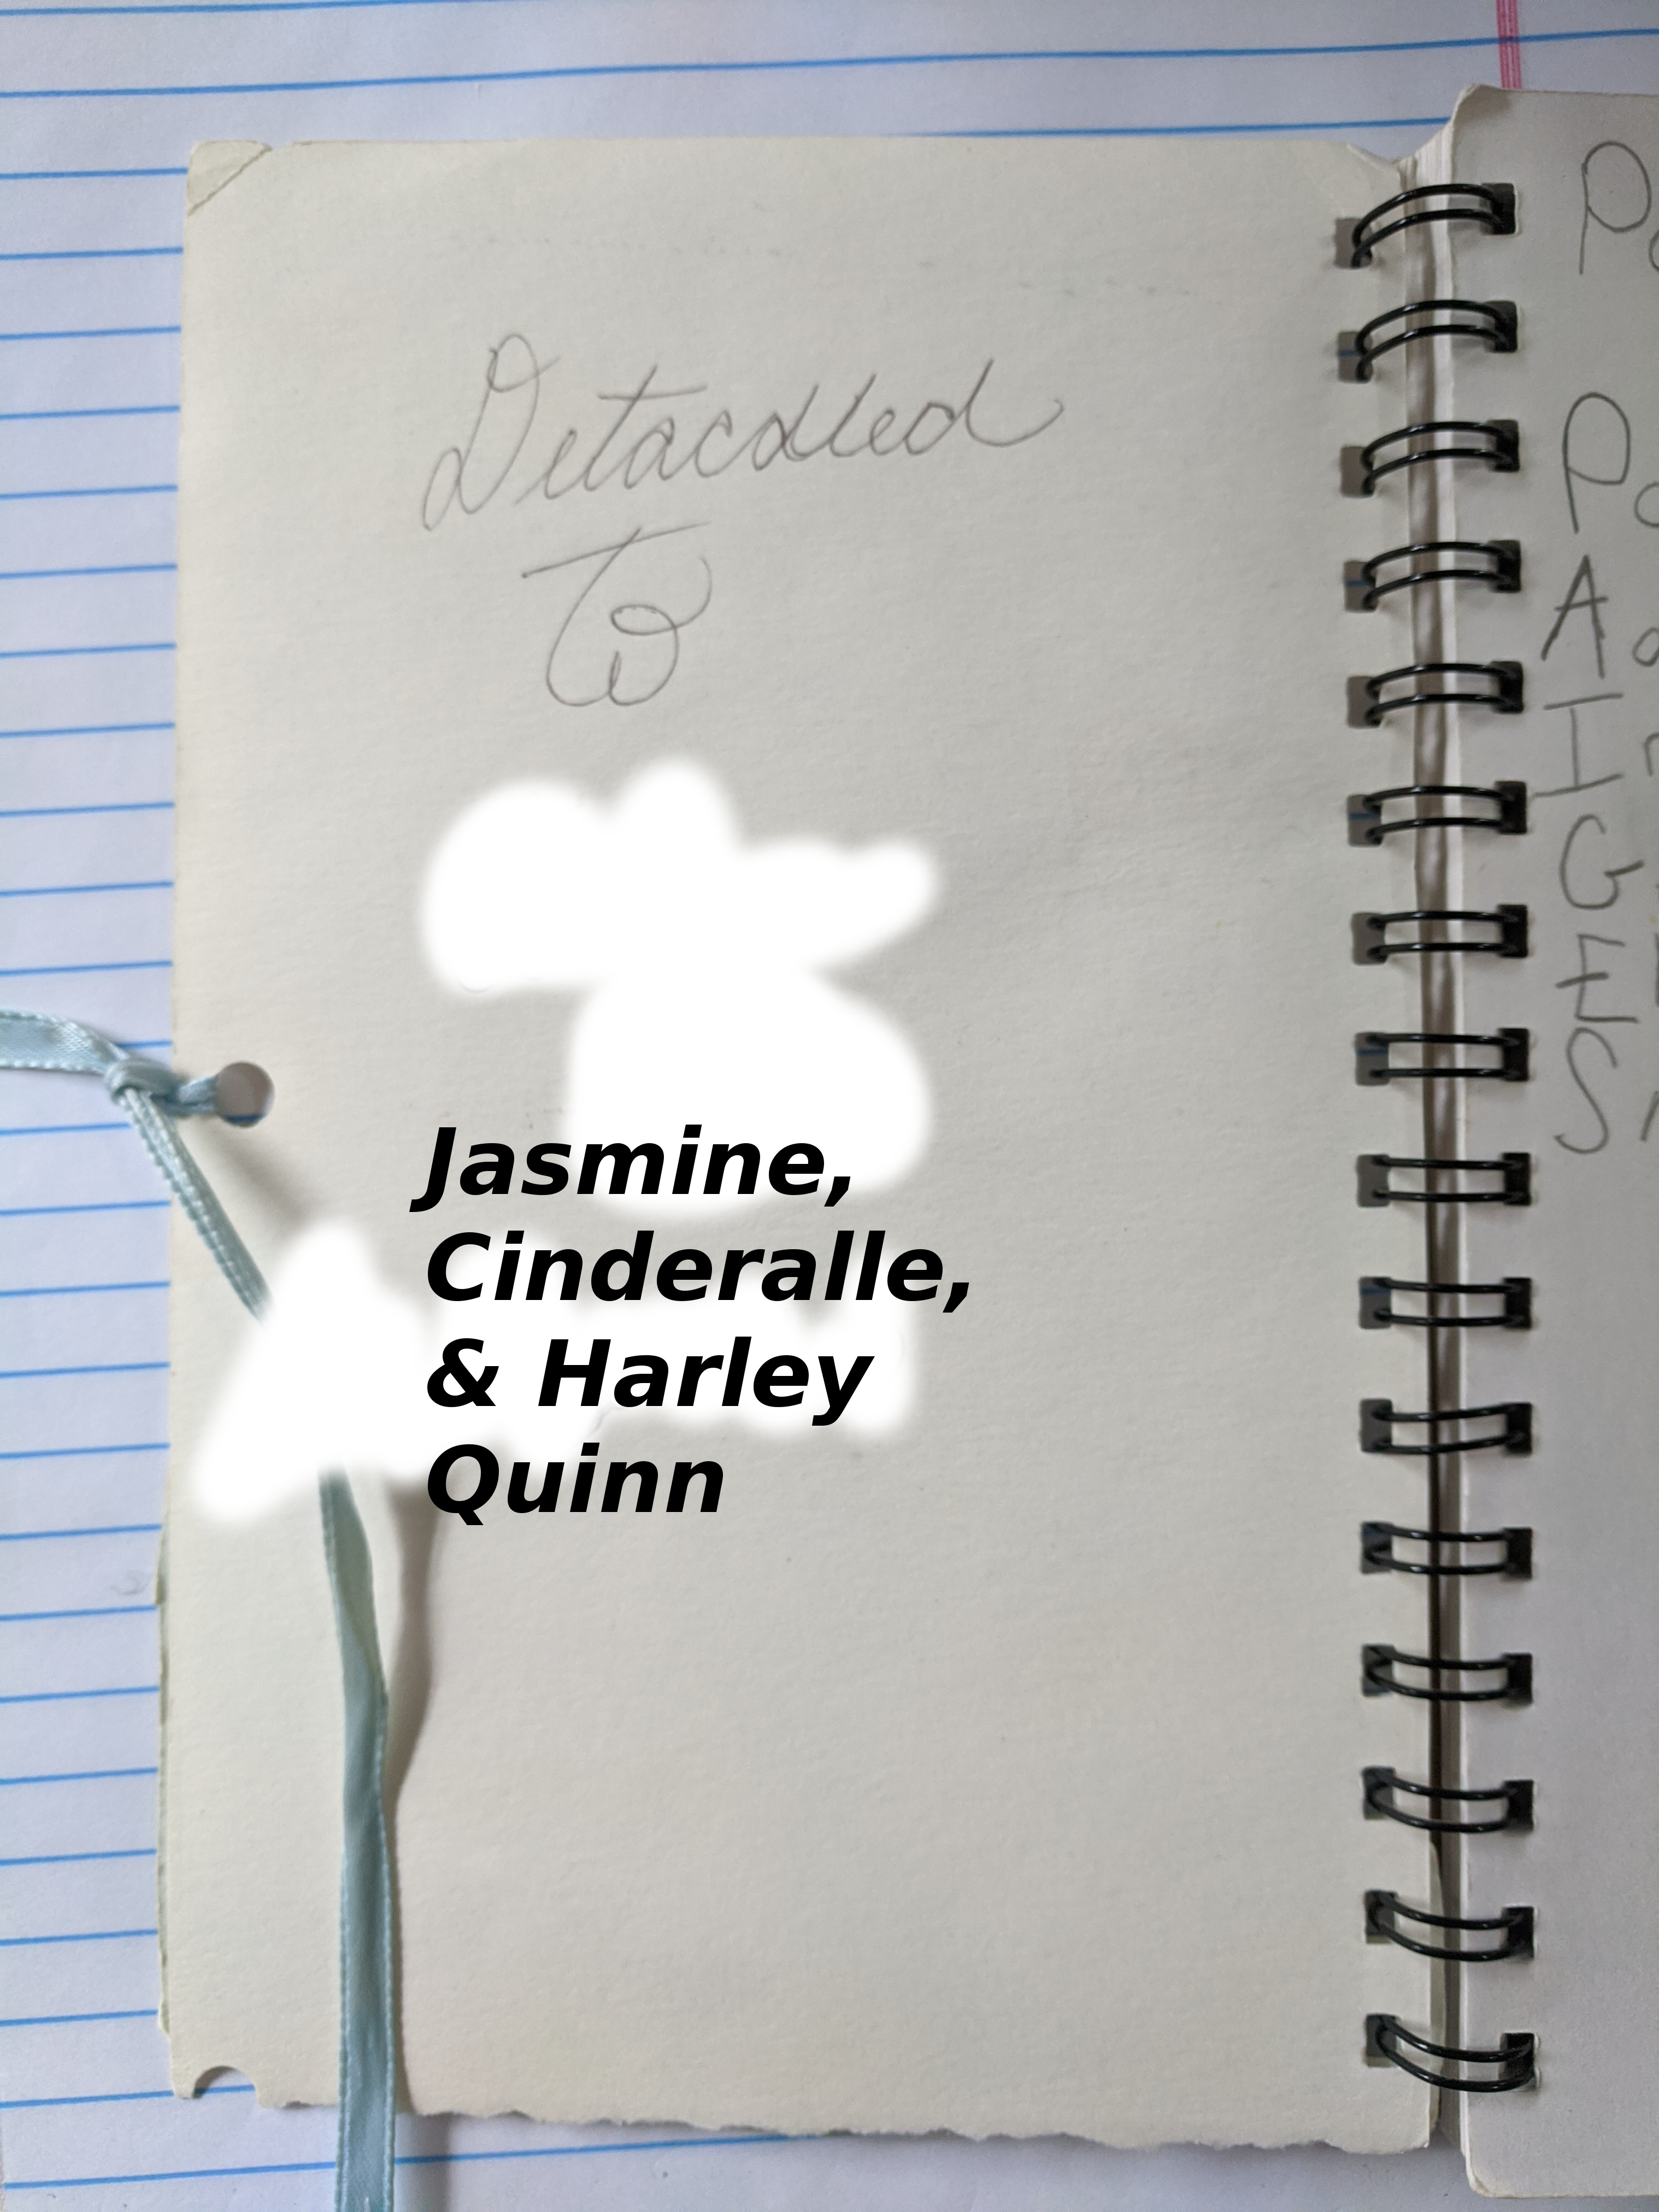 Detacdled
To
Jasmine,
Cinderalle,
& Harley
Quinn
P
P
A
I
G
E
S